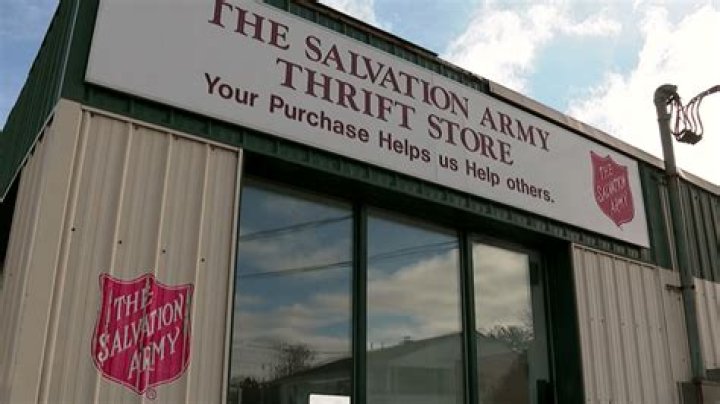 THE SALVATION ARMY
THRIFT STORE
Your Purchase Helps us Help others.
THE
SALVATION
ARMY
THE
SALVATION
ARMY